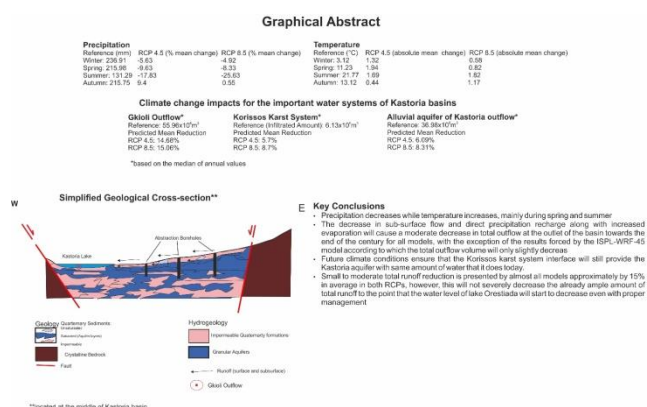 Graphical Abstract
Precipitation
Reference (mm) RCP 4.5 (% mean change) RCP 8.5 (% mean change)
Winter: 236.91 -5.63 -4.92
Spring: 215.98 -9.63 -8.33
Summer: 131.29 -17.83 -25.63
Autumn: 215.75 9.4 0.55
Temperature
Reference (°C) RCP 4.5 (absolute mean change) RCP 8.5 (absolute mean change)
Winter: 3.12 1.32 0.58
Spring: 11.23 1.94 0.82
Summer: 21.77 1.69 1.62
Autumn: 13.12 0.44 1.17
Climate change impacts for the important water systems of Kastoria basins
Gkioli Outflow*
Reference: 55.96x10⁶m³
Predicted Mean Reduction
RCP 4.5: 14.68%
RCP 8.5: 15.06%
Korissos Karst System*
Reference (Infiltrated Amount): 6.13x10⁶m³
Predicted Mean Reduction
RCP 4.5: 5.7%
RCP 8.5: 8.7%
Alluvial aquifer of Kastoria outflow*
Reference: 36.98x10⁶m³
Predicted Mean Reduction
RCP 4.5: 6.09%
RCP 8.5: 8.31%
*based on the median of annual values
Simplified Geological Cross-section**
W
E
Abstraction Boreholes
Kastoria Lake
Geology
Quaternary Sediments
Impermeable
Crystalline Bedrock
Fault
Hydrogeology
Impermeable Quaternary formations
Granular Aquifers
Runoff (surface and subsurface)
Gkioli Outflow
**located at the middle of Kastoria basin
Key Conclusions
• Precipitation decreases while temperature increases, mainly during spring and summer
• The decrease in sub-surface flow and direct precipitation recharge along with increased
evaporation will cause a moderate decrease in total outflow at the outlet of the basin towards the
end of the century for all models, with the exception of the results forced by the ISPL-WRF-45
model according to which the total outflow volume will only slightly decreas
• Future climate conditions ensure that the Korissos karst system interface will still provide the
Kastoria aquifer with same amount of water that it does today.
• Small to moderate total runoff reduction is presented by almost all models approximately by 15%
in average in both RCPs, however, this will not severely decrease the already ample amount of
total runoff to the point that the water level of lake Orestiada will start to decrease even with proper
management